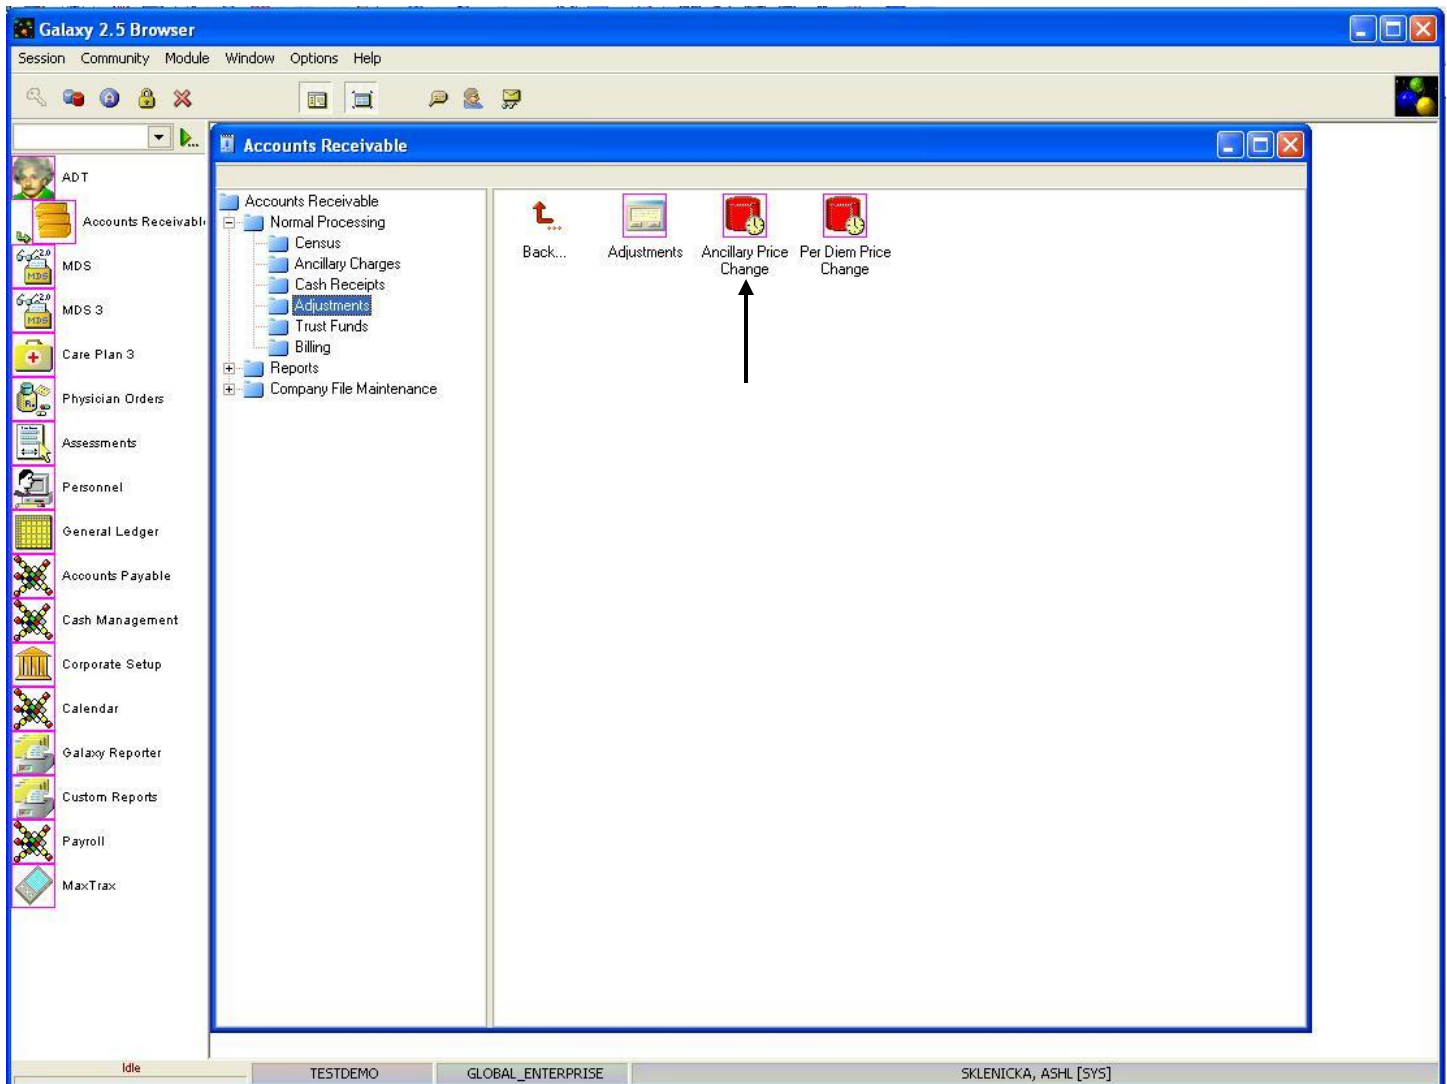 Galaxy 2.5 Browser
Session Community Module Window Options Help
Accounts Receivable
ADT
Accounts Receivabl
MDS
MDS 3
Care Plan 3
Physician Orders
Assessments
Personnel
General Ledger
Accounts Payable
Cash Management
Corporate Setup
Calendar
Galaxy Reporter
Custom Reports
Payroll
MaxTrax
Accounts Receivable
Normal Processing
Census
Ancillary Charges
Cash Receipts
Adjustments
Trust Funds
Billing
Reports
Company File Maintenance
Back...
Adjustments
Ancillary Price
Change
Per Diem Price
Change
Idle TESTDEMO GLOBAL_ENTERPRISE SKLENICKA, ASHL [SYS]